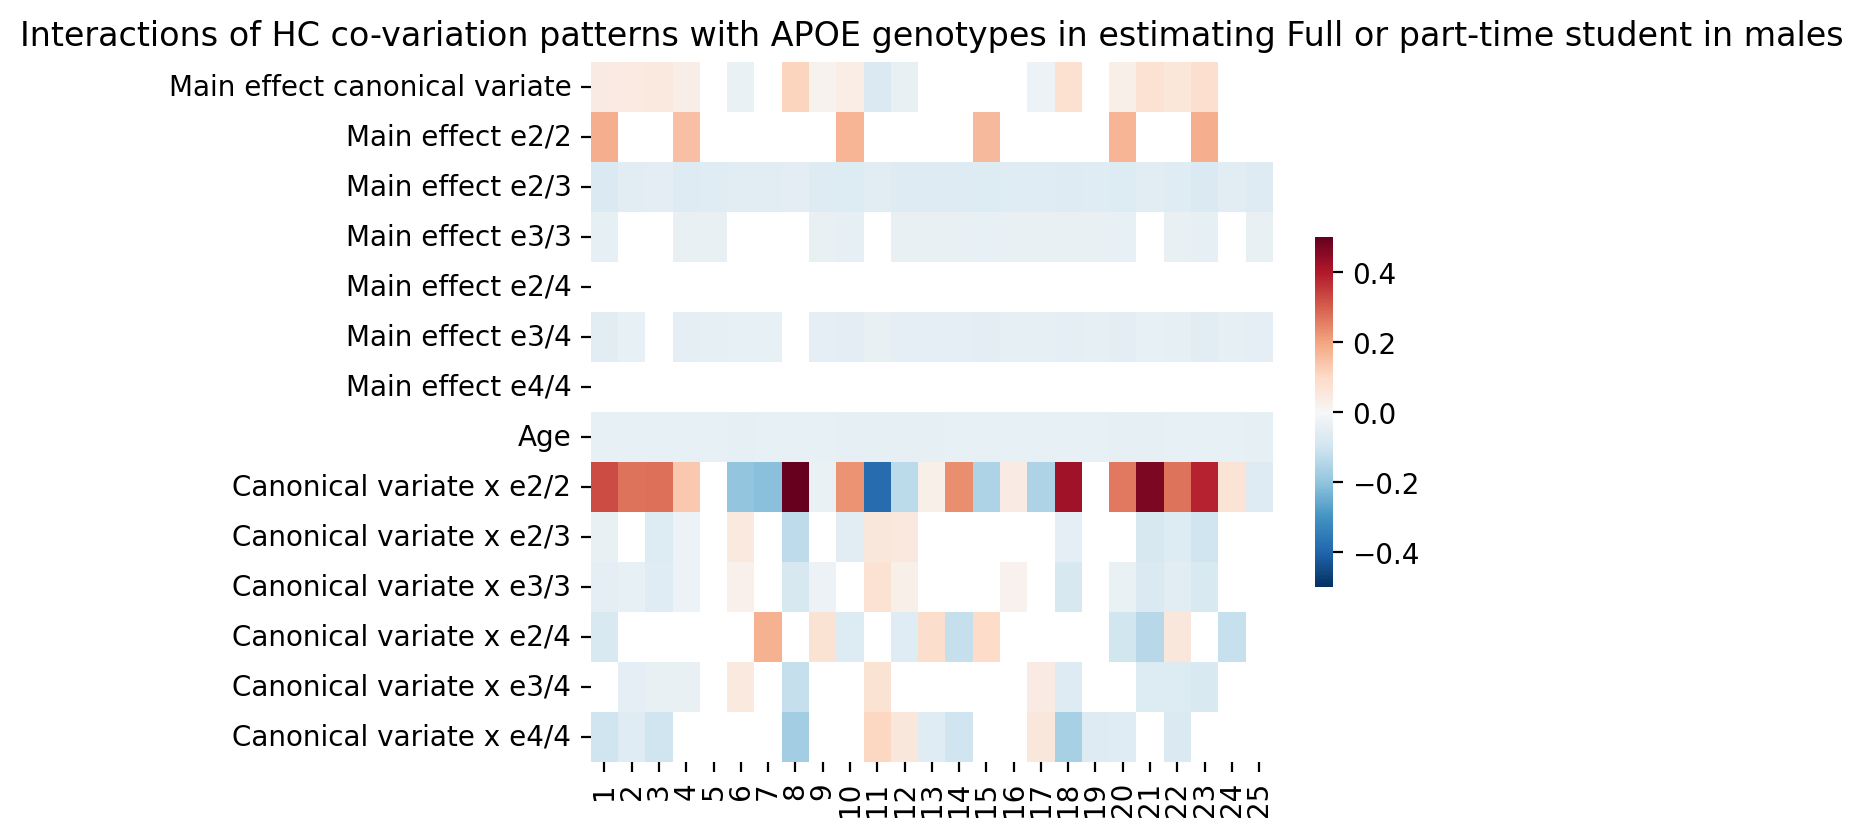 Interactions of HC co-variation patterns with APOE genotypes in estimating Full or part-time student in males
Main effect canonical variate
Main effect e2/2
Main effect e2/3
Main effect e3/3
Main effect e2/4
Main effect e3/4
Main effect e4/4
Age
Canonical variate x e2/2
Canonical variate x e2/3
Canonical variate x e3/3
Canonical variate x e2/4
Canonical variate x e3/4
Canonical variate x e4/4
1 2 3 4 5 6 7 8 9 10 11 12 13 14 15 16 17 18 19 20 21 22 23 24 25
0.4
0.2
0.0
−0.2
−0.4